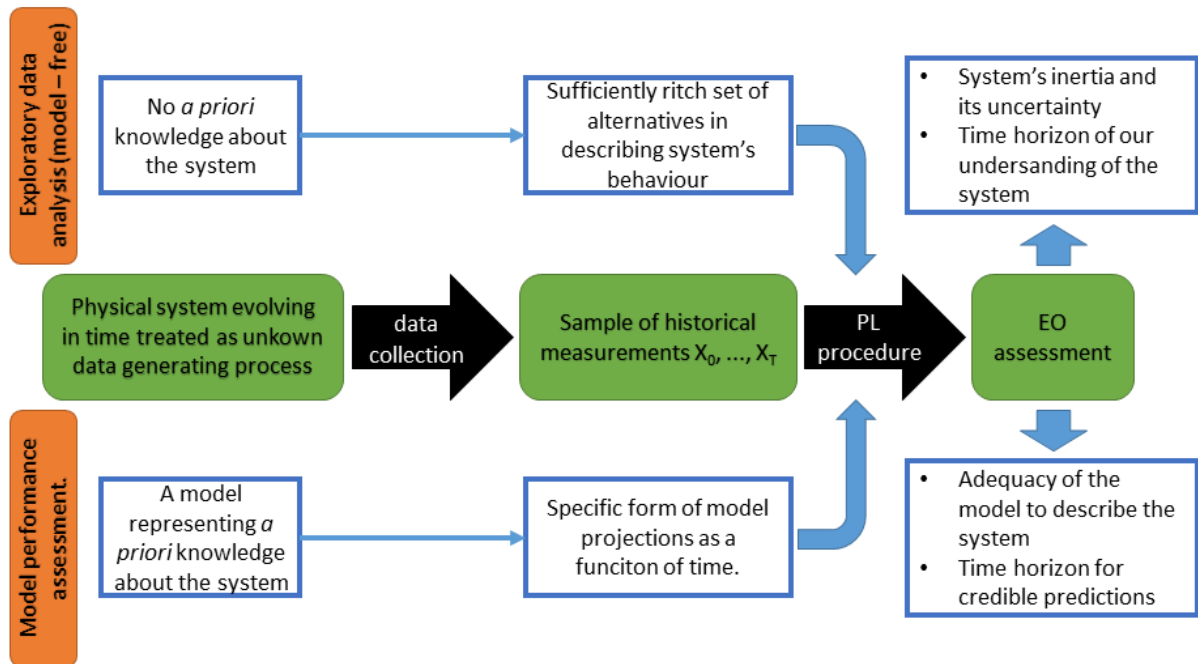 Exploratory data
analysis (model – free)
No a priori
knowledge about
the system
Sufficiently ritch set of
alternatives in
describing system's
behaviour
• System's inertia and
its uncertainty
• Time horizon of our
undersanding of the
system
Physical system evolving
in time treated as unkown
data generating process
data
collection
Sample of historical
measurements X₀, ..., X_T
PL
procedure
EO
assessment
Model performance
assessment.
A model
representing a
priori knowledge
about the system
Specific form of model
projections as a
funciton of time.
• Adequacy of the
model to describe the
system
• Time horizon for
credible predictions